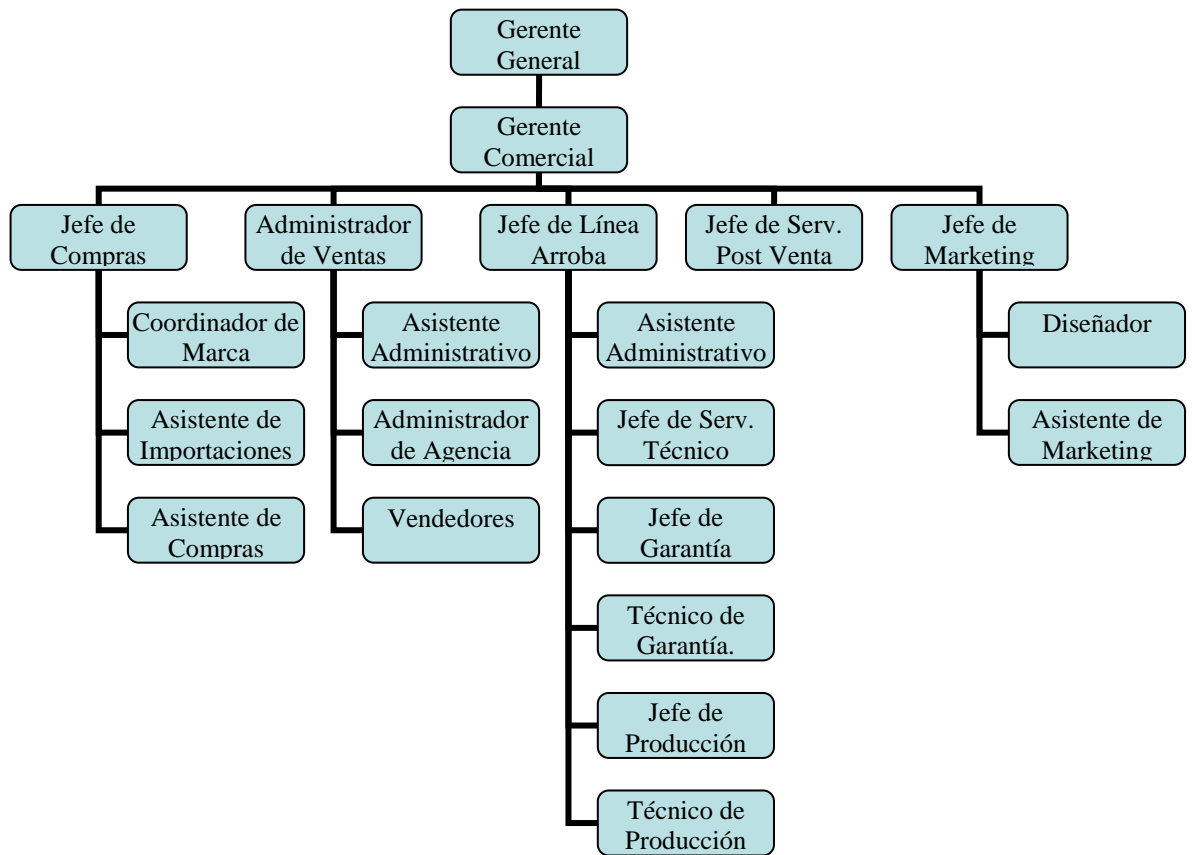 Gerente
General
Gerente
Comercial
Jefe de
Compras
Administrador
de Ventas
Jefe de Línea
Arroba
Jefe de Serv.
Post Venta
Jefe de
Marketing
Coordinador de
Marca
Asistente
Administrativo
Asistente
Administrativo
Diseñador
Asistente de
Importaciones
Administrador
de Agencia
Jefe de Serv.
Técnico
Asistente de
Marketing
Asistente de
Compras
Vendedores
Jefe de
Garantía
Técnico de
Garantía.
Jefe de
Producción
Técnico de
Producción